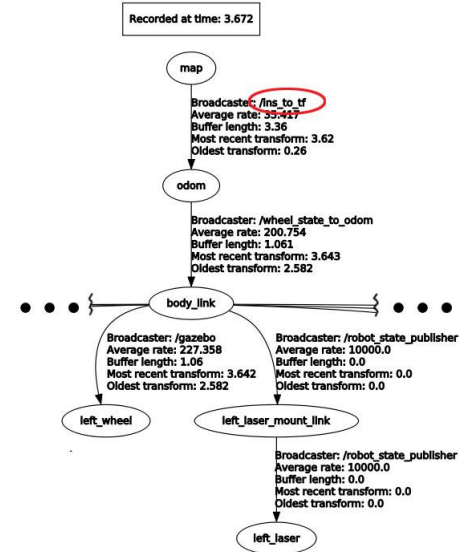 Recorded at time: 3.672
map
Broadcaster: /ins_to_tf
Average rate: 35.417
Buffer length: 3.36
Most recent transform: 3.62
Oldest transform: 0.26
odom
Broadcaster: /wheel_state_to_odom
Average rate: 200.754
Buffer length: 1.061
Most recent transform: 3.643
Oldest transform: 2.582
body_link
Broadcaster: /gazebo
Average rate: 227.358
Buffer length: 1.06
Most recent transform: 3.642
Oldest transform: 2.582
Broadcaster: /robot_state_publisher
Average rate: 10000.0
Buffer length: 0.0
Most recent transform: 0.0
Oldest transform: 0.0
left_wheel
left_laser_mount_link
Broadcaster: /robot_state_publisher
Average rate: 10000.0
Buffer length: 0.0
Most recent transform: 0.0
Oldest transform: 0.0
left_laser